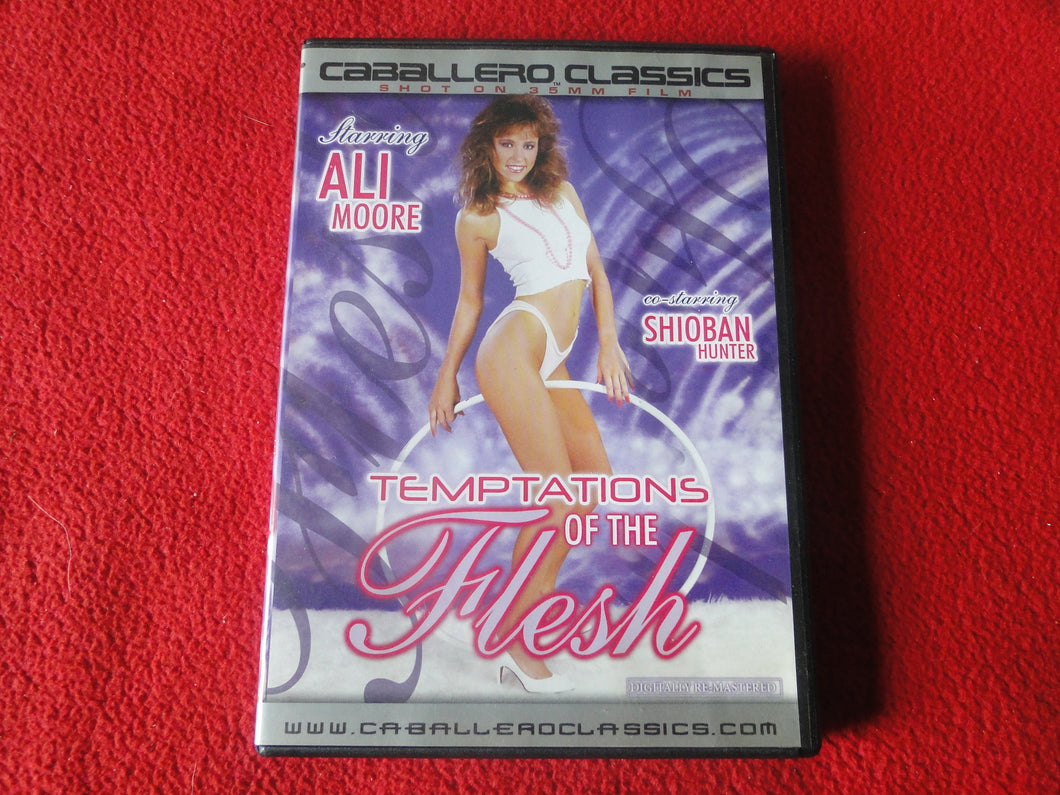 CABALLERO CLASSICS™
SHOT ON 35MM FILM
Starring
ALI
MOORE
co-starring
SHIOBAN
HUNTER
TEMPTATIONS
OF THE
Flesh
DIGITALLY RE-MASTERED
WWW.CABALLEROCLASSICS.COM